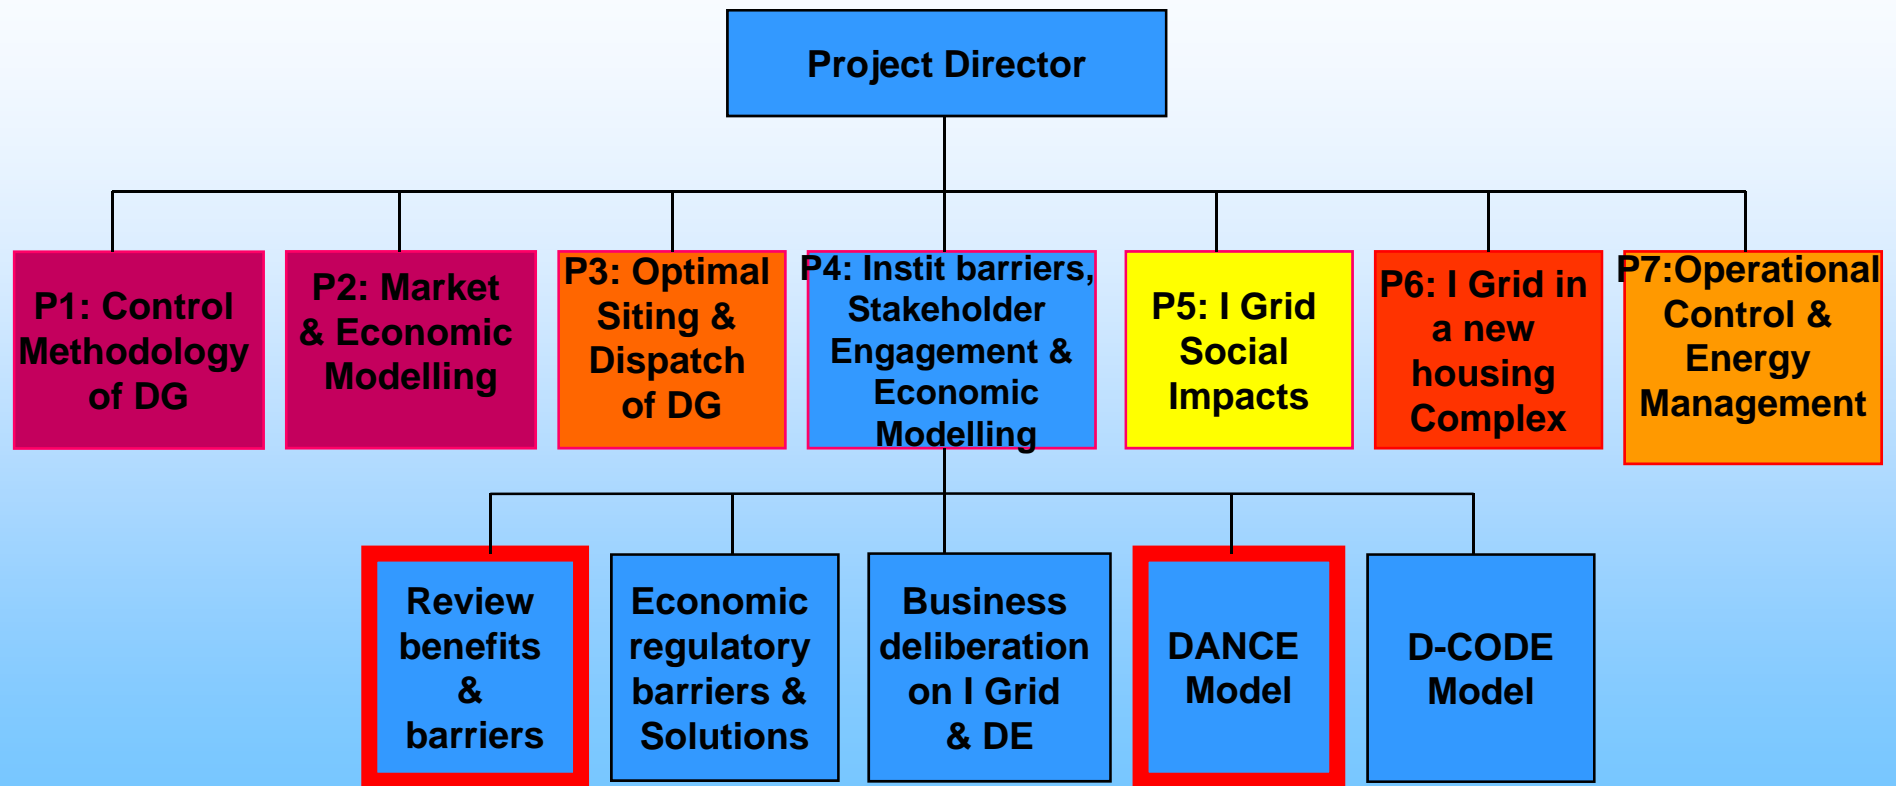 Project Director
P1: Control
Methodology
of DG
P2: Market
& Economic
Modelling
P3: Optimal
Siting &
Dispatch
of DG
P4: Instit barriers,
Stakeholder
Engagement &
Economic
Modelling
P5: I Grid
Social
Impacts
P6: I Grid in
a new
housing
Complex
P7:Operational
Control &
Energy
Management
Review
benefits
&
barriers
Economic
regulatory
barriers &
Solutions
Business
deliberation
on I Grid
& DE
DANCE
Model
D-CODE
Model